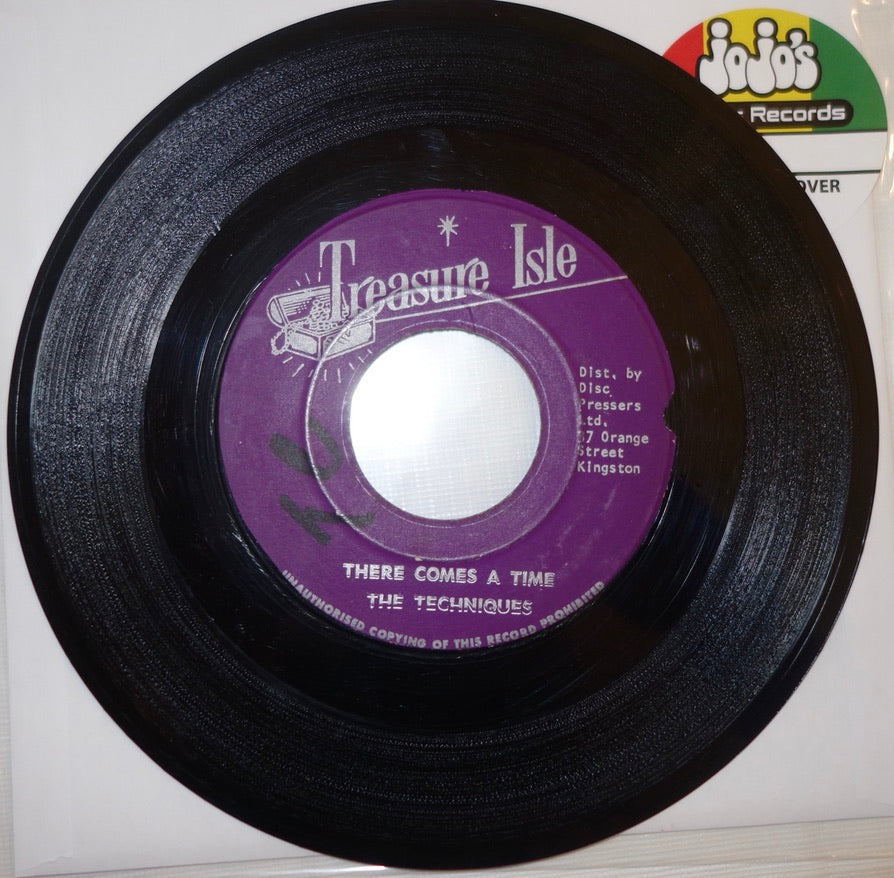 jojo's
Records
OVER
Treasure Isle
Dist. by
Disc
Pressers
Ltd.
37 Orange
Street
Kingston
THERE COMES A TIME
THE TECHNIQUES
UNAUTHORISED COPYING OF THIS RECORD PROHIBITED